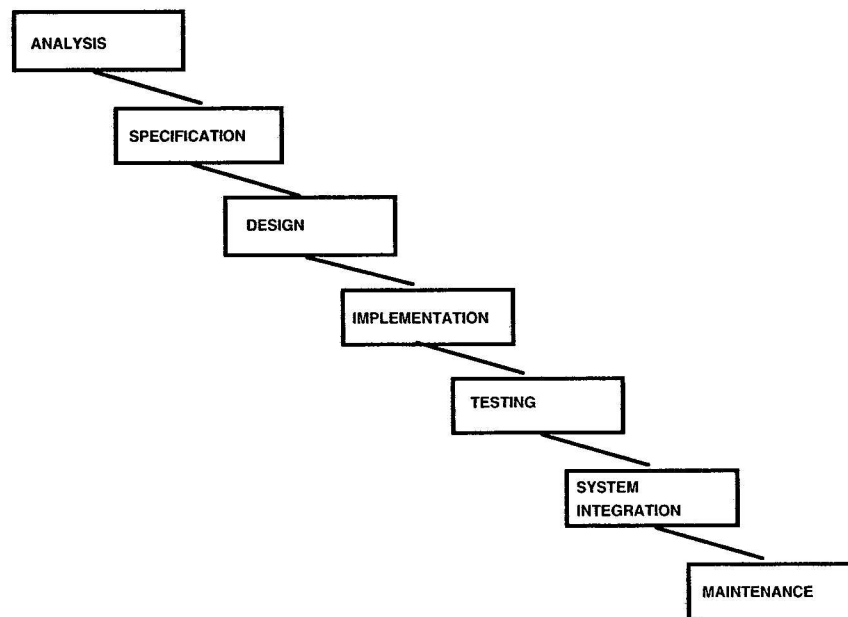 ANALYSIS
SPECIFICATION
DESIGN
IMPLEMENTATION
TESTING
SYSTEM
INTEGRATION
MAINTENANCE